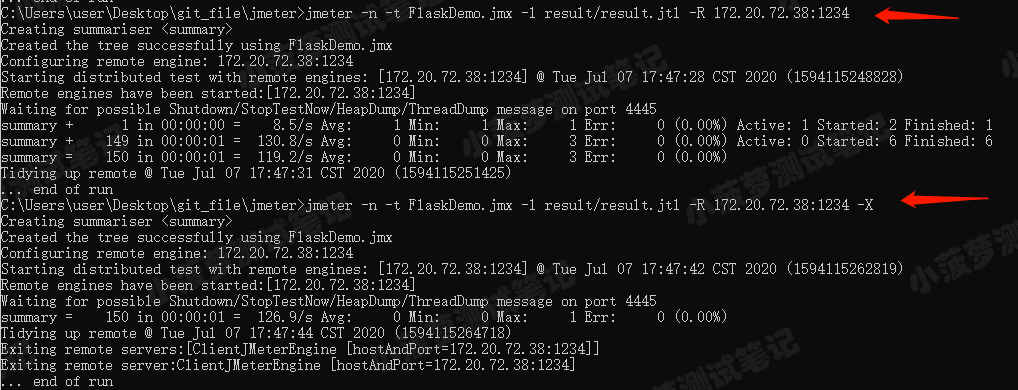 ... end of run
C:\Users\user\Desktop\git_file\jmeter>jmeter -n -t FlaskDemo.jmx -l result/result.jtl -R 172.20.72.38:1234
Creating summariser <summary>
Created the tree successfully using FlaskDemo.jmx
Configuring remote engine: 172.20.72.38:1234
Starting distributed test with remote engines: [172.20.72.38:1234] @ Tue Jul 07 17:47:28 CST 2020 (1594115248828)
Remote engines have been started:[172.20.72.38:1234]
Waiting for possible Shutdown/StopTestNow/HeapDump/ThreadDump message on port 4445
summary +      1 in 00:00:00 =    8.5/s Avg:     1 Min:     1 Max:     1 Err:     0 (0.00%) Active: 1 Started: 2 Finished: 1
summary +    149 in 00:00:01 =  130.8/s Avg:     0 Min:     0 Max:     3 Err:     0 (0.00%) Active: 0 Started: 6 Finished: 6
summary =    150 in 00:00:01 =  119.2/s Avg:     0 Min:     0 Max:     3 Err:     0 (0.00%)
Tidying up remote @ Tue Jul 07 17:47:31 CST 2020 (1594115251425)
... end of run
C:\Users\user\Desktop\git_file\jmeter>jmeter -n -t FlaskDemo.jmx -l result/result.jtl -R 172.20.72.38:1234 -X
Creating summariser <summary>
Created the tree successfully using FlaskDemo.jmx
Configuring remote engine: 172.20.72.38:1234
Starting distributed test with remote engines: [172.20.72.38:1234] @ Tue Jul 07 17:47:42 CST 2020 (1594115262819)
Remote engines have been started:[172.20.72.38:1234]
Waiting for possible Shutdown/StopTestNow/HeapDump/ThreadDump message on port 4445
summary =    150 in 00:00:01 =  126.9/s Avg:     0 Min:     0 Max:     1 Err:     0 (0.00%)
Tidying up remote @ Tue Jul 07 17:47:44 CST 2020 (1594115264718)
Exiting remote servers:[ClientJMeterEngine [hostAndPort=172.20.72.38:1234]]
Exiting remote server:ClientJMeterEngine [hostAndPort=172.20.72.38:1234]
... end of run
小菠萝测试笔记